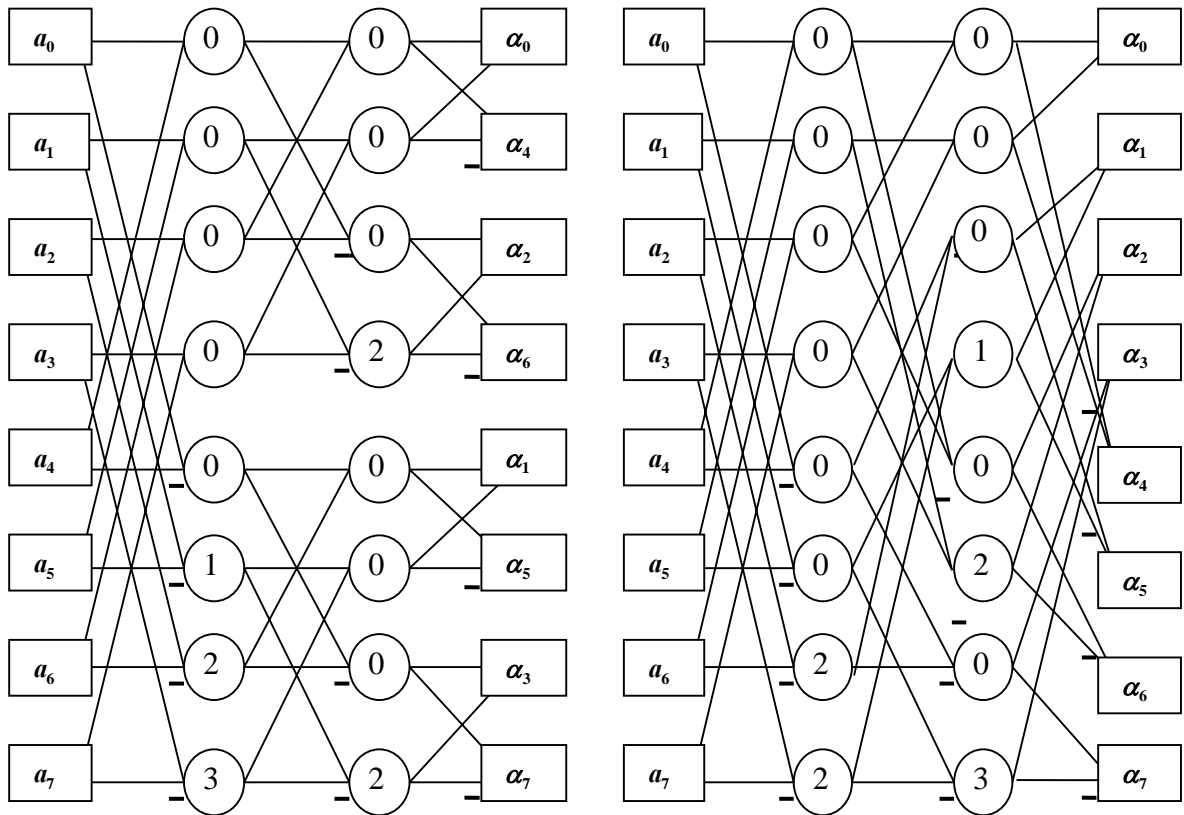 a₀ 0 0 α₀
a₁ 0 0 α₄
a₂ 0 0 α₂
a₃ 0 2 α₆
a₄ 0 0 α₁
a₅ 1 0 α₅
a₆ 2 0 α₃
a₇ 3 2 α₇
a₀ 0 0 α₀
a₁ 0 0 α₁
a₂ 0 0 α₂
a₃ 0 1 α₃
a₄ 0 0 α₄
a₅ 0 2 α₅
a₆ 2 0 α₆
a₇ 2 3 α₇